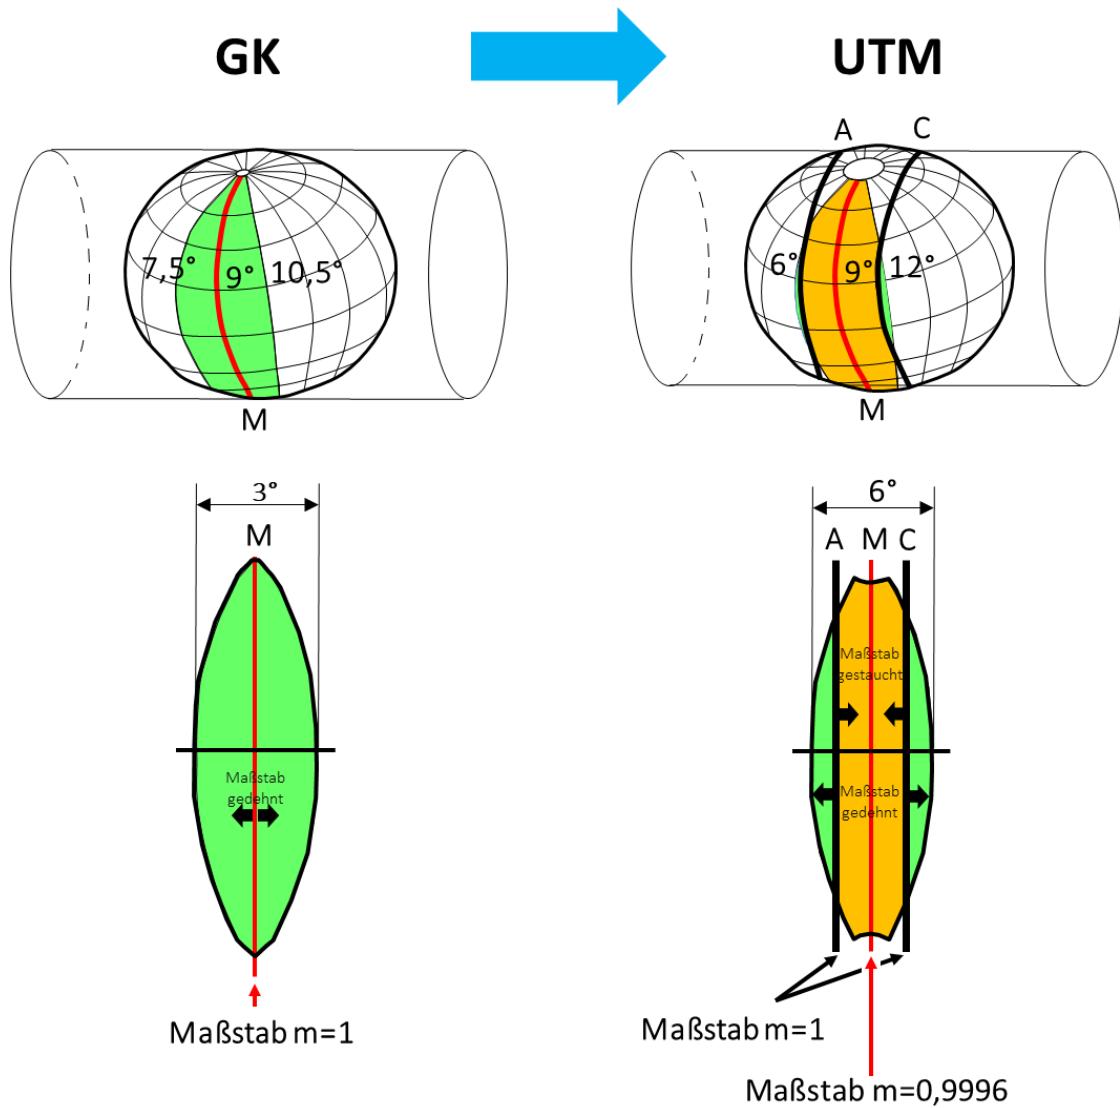 GK
UTM
A
C
7,5°
9°
10,5°
6°
9°
12°
M
M
3°
6°
M
A
M
C
Maßstab
gestaucht
Maßstab
gedehnt
Maßstab
gedehnt
Maßstab m=1
Maßstab m=1
Maßstab m=0,9996